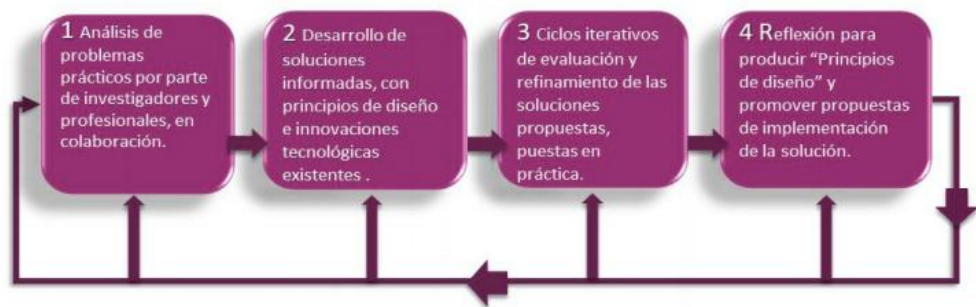 1 Análisis de
problemas
prácticos por parte
de investigadores y
profesionales, en
colaboración.
2 Desarrollo de
soluciones
informadas, con
principios de diseño
e innovaciones
tecnológicas
existentes .
3 Ciclos iterativos
de evaluación y
refinamiento de las
soluciones
propuestas,
puestas en
práctica.
4 Reflexión para
producir “Principios
de diseño” y
promover propuestas
de implementación
de la solución.